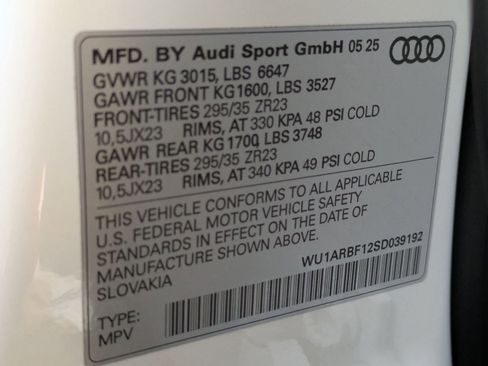 MFD. BY Audi Sport GmbH 05 25
GVWR KG 3015, LBS 6647
GAWR FRONT KG1600, LBS 3527
FRONT-TIRES 295/35 ZR23
10,5JX23 RIMS, AT 330 KPA 48 PSI COLD
GAWR REAR KG 1700, LBS 3748
REAR-TIRES 295/35 ZR23
10,5JX23 RIMS, AT 340 KPA 49 PSI COLD
THIS VEHICLE CONFORMS TO ALL APPLICABLE
U.S. FEDERAL MOTOR VEHICLE SAFETY
STANDARDS IN EFFECT ON THE DATE OF
MANUFACTURE SHOWN ABOVE.
SLOVAKIA
WU1ARBF12SD039192
TYPE:
MPV